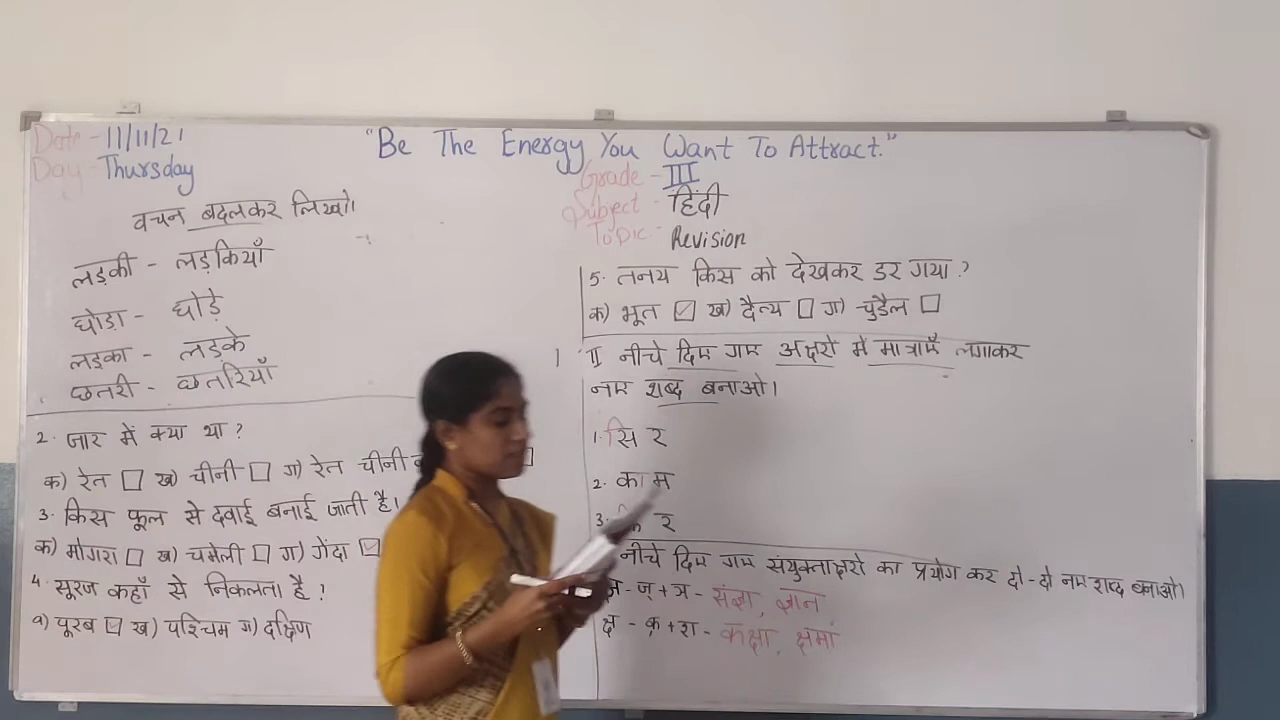 Date - 11/11/21
Day - Thursday
"Be The Energy You Want To Attract."
Grade - III
Subject - हिंदी
Topic - Revision
वचन बदलकर लिखो।
लड़की - लड़कियाँ
घोड़ा - घोड़े
लड़का - लड़के
छतरी - छतरियाँ
2. जार में क्या था ?
क) रेत ख) चीनी ग) रेत चीनी
3. किस फूल से दवाई बनाई जाती है।
क) मोगरा ख) चमेली ग) गेंदा ✓
4. सूरज कहाँ से निकलता है ?
a) पूरब ✓ ख) पश्चिम ग) दक्षिण
5. तनय किस को देखकर डर गया ?
क) भूत ✓ ख) दैत्य ग) चुडैल
II नीचे दिए गए अक्षरो में मात्राएँ लगाकर
नए शब्द बनाओ।
1. सि र
2. काम
3. र
नीचे दिए गए संयुक्ताक्षरो का प्रयोग कर दो-दो नए शब्द बनाओ।
ज्ञ - ज् + ञ - संज्ञा, ज्ञान
क्ष - क् + श - कक्षा, क्षमा